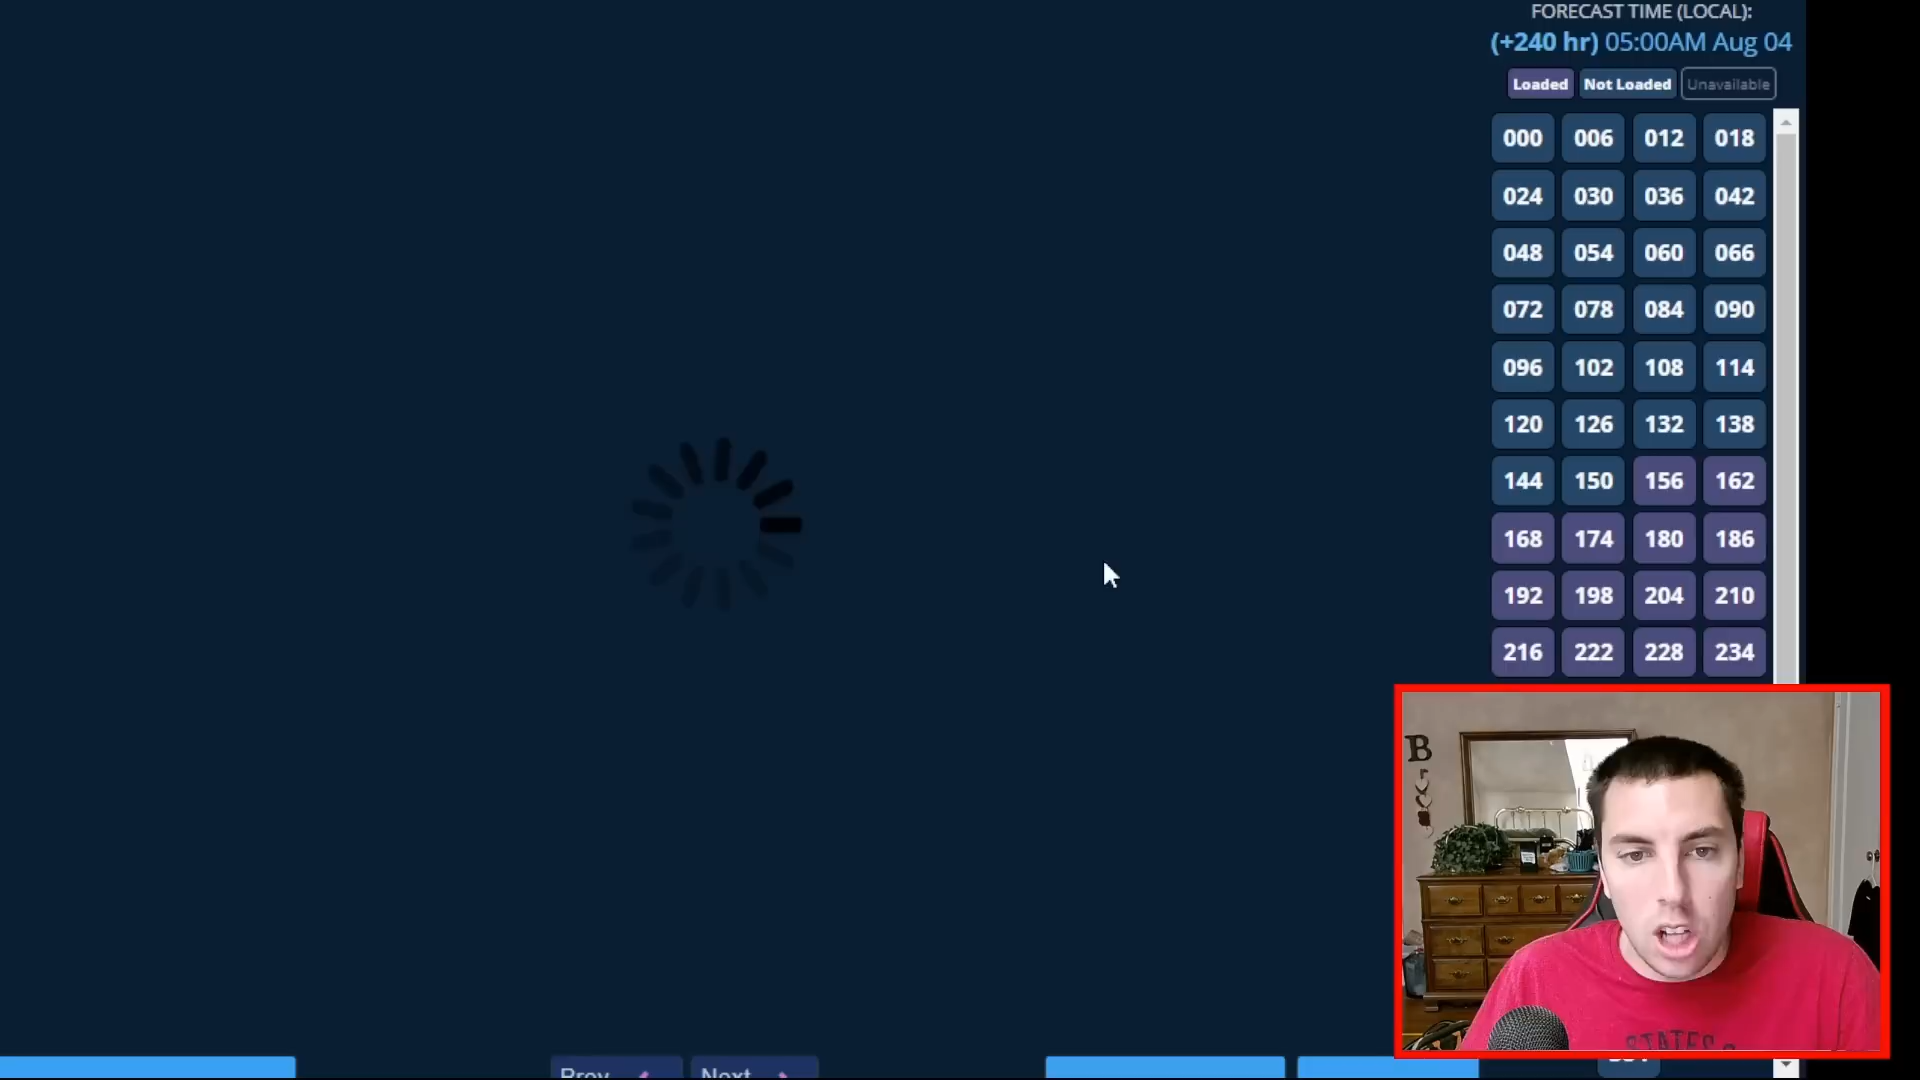 FORECAST TIME (LOCAL):
(+240 hr) 05:00AM Aug 04
Loaded Not Loaded Unavailable
000 006 012 018
024 030 036 042
048 054 060 066
072 078 084 090
096 102 108 114
120 126 132 138
144 150 156 162
168 174 180 186
192 198 204 210
216 222 228 234
B
STATES
Prev Next